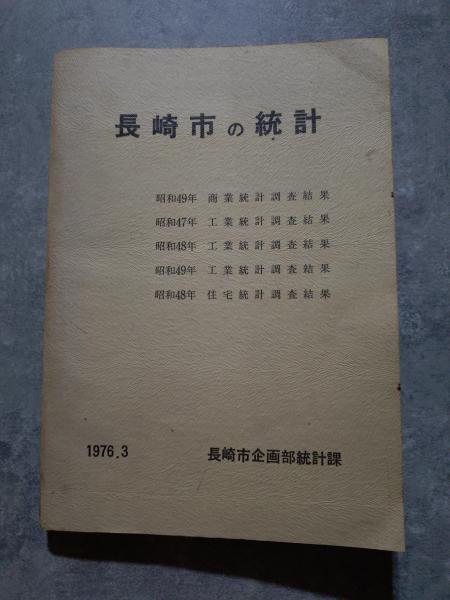 長崎市の統計
昭和49年 商業統計調査結果
昭和47年 工業統計調査結果
昭和48年 工業統計調査結果
昭和49年 工業統計調査結果
昭和48年 住宅統計調査結果
1976.3 長崎市企画部統計課